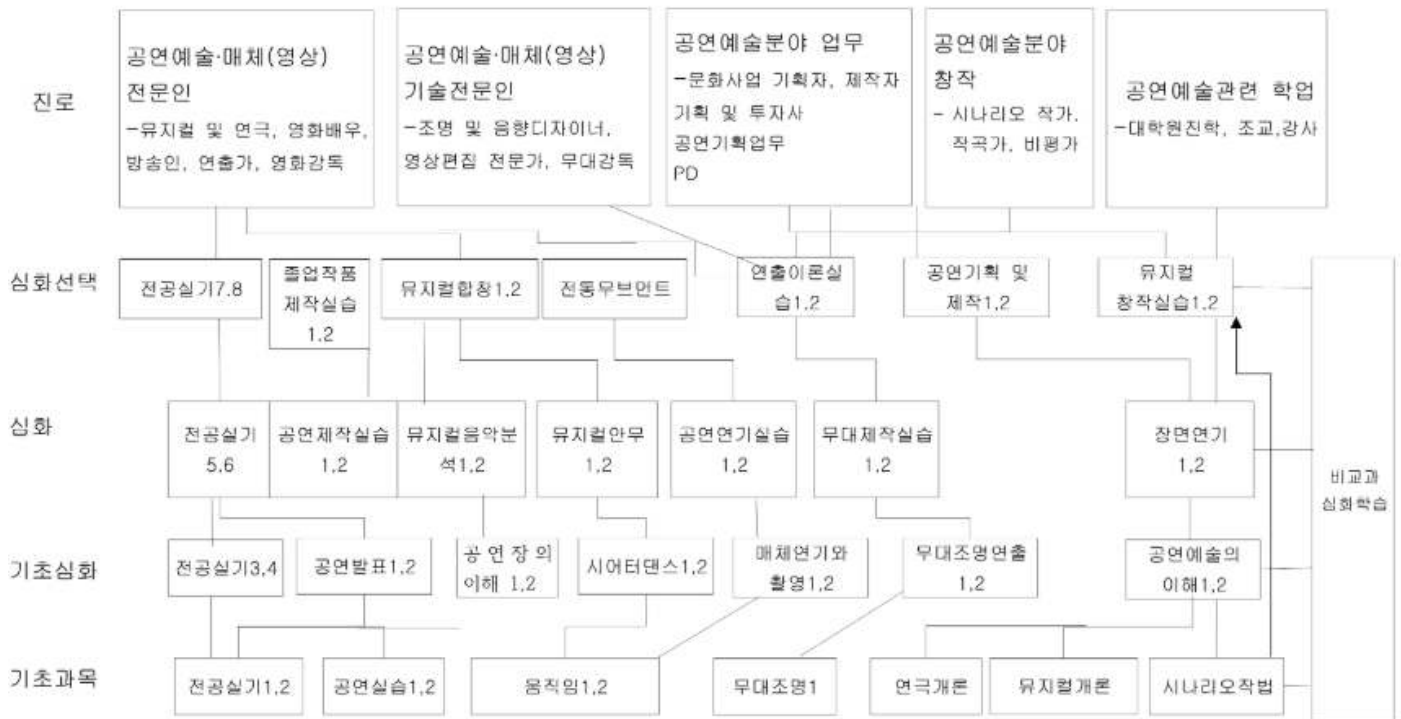 진로
공연예술·매체(영상)
전문인
-뮤지컬 및 연극, 영화배우,
방송인, 연출가, 영화감독
공연예술·매체(영상)
기술전문인
-조명 및 음향디자이너,
영상편집 전문가, 무대감독
공연예술분야 업무
-문화사업 기획자, 제작자
기획 및 투자사
공연기획업무
PD
공연예술분야
창작
- 시나리오 작가,
작곡가, 비평가
공연예술관련 학업
-대학원진학, 조교,강사
심화선택
전공실기7.8
졸업작품
제작실습
1,2
뮤지컬합창1,2
전통무브먼트
연출이론실
습1,2
공연기획 및
제작1,2
뮤지컬
창작실습1,2
심화
전공실기
5,6
공연제작실습
1,2
뮤지컬음악분
석1,2
뮤지컬안무
1,2
공연연기실습
1,2
무대제작실습
1,2
장면연기
1,2
비교과
심화학습
기초심화
전공실기3,4
공연발표1,2
공연장의
이해 1,2
시어터댄스1,2
매체연기와
촬영1,2
무대조명연출
1,2
공연예술의
이해1,2
기초과목
전공실기1,2
공연실습1,2
움직임1,2
무대조명1
연극개론
뮤지컬개론
시나리오작법